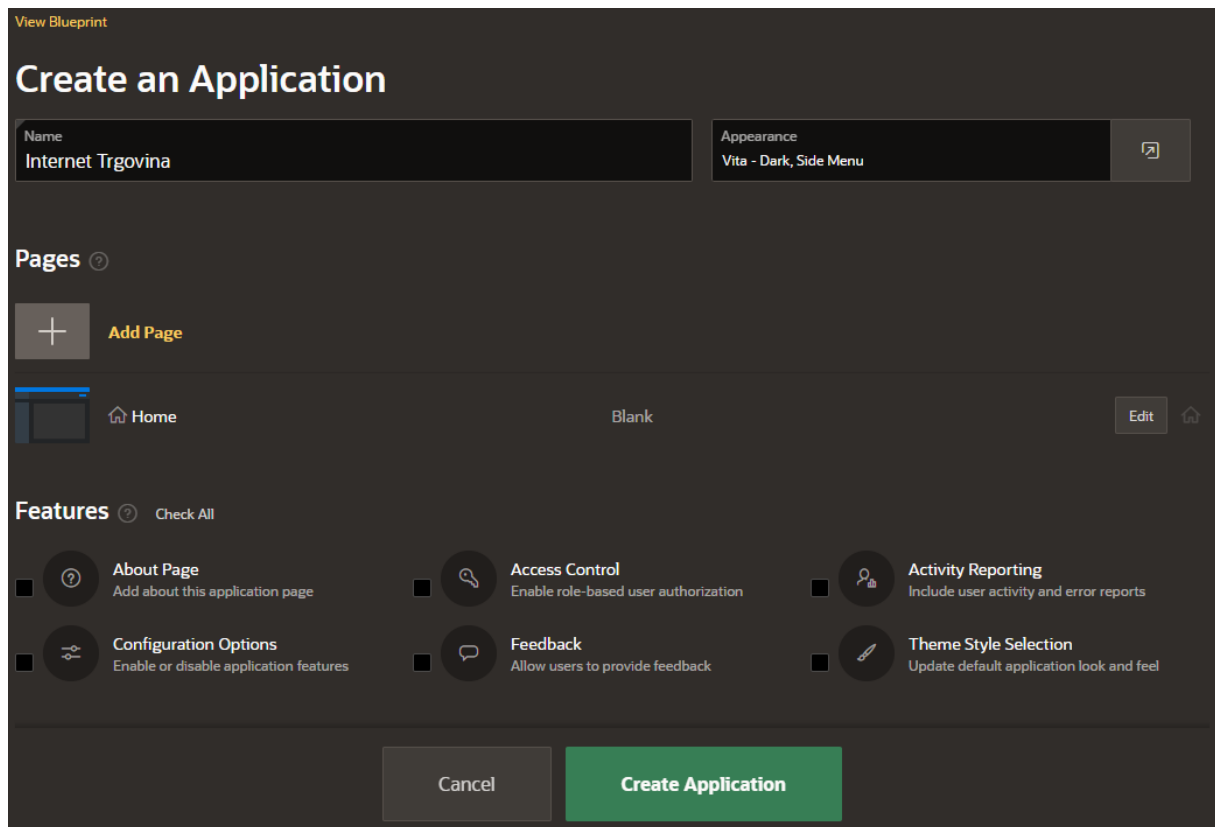 View Blueprint
Create an Application
Name
Internet Trgovina
Appearance
Vita - Dark, Side Menu
Pages
Add Page
Home
Blank
Edit
Features
Check All
About Page
Add about this application page
Access Control
Enable role-based user authorization
Activity Reporting
Include user activity and error reports
Configuration Options
Enable or disable application features
Feedback
Allow users to provide feedback
Theme Style Selection
Update default application look and feel
Cancel
Create Application